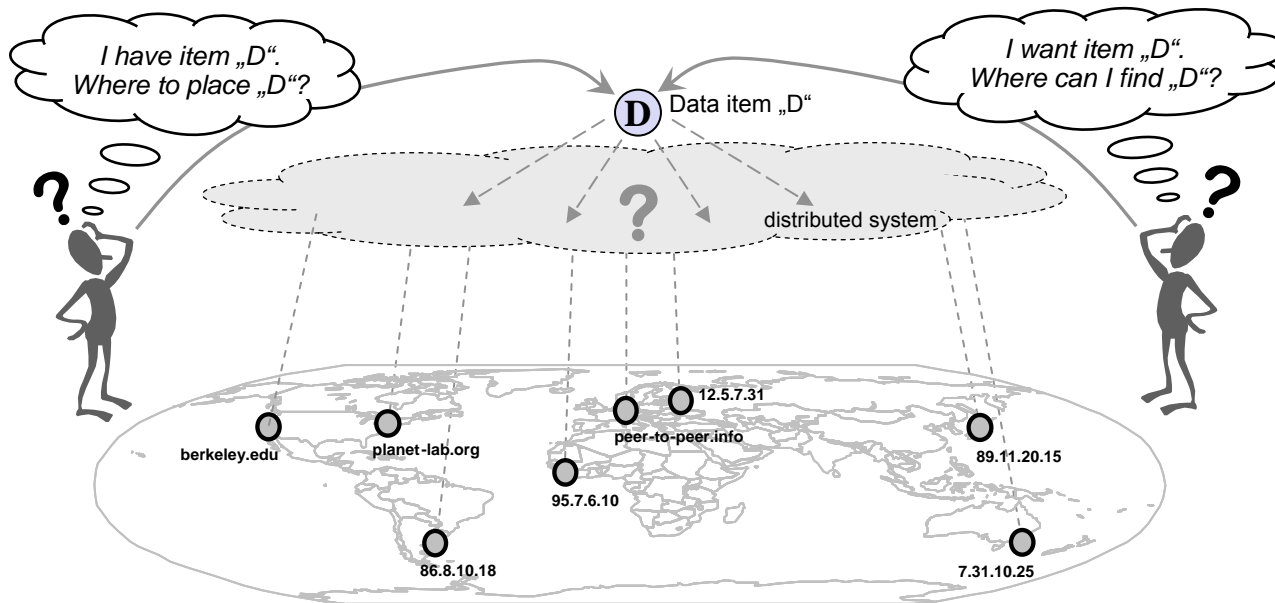 I have item „D“.
Where to place „D“?
I want item „D“.
Where can I find „D“?
?
?
D
Data item „D“
?
distributed system
12.5.7.31
berkeley.edu
planet-lab.org
peer-to-peer.info
89.11.20.15
95.7.6.10
86.8.10.18
7.31.10.25